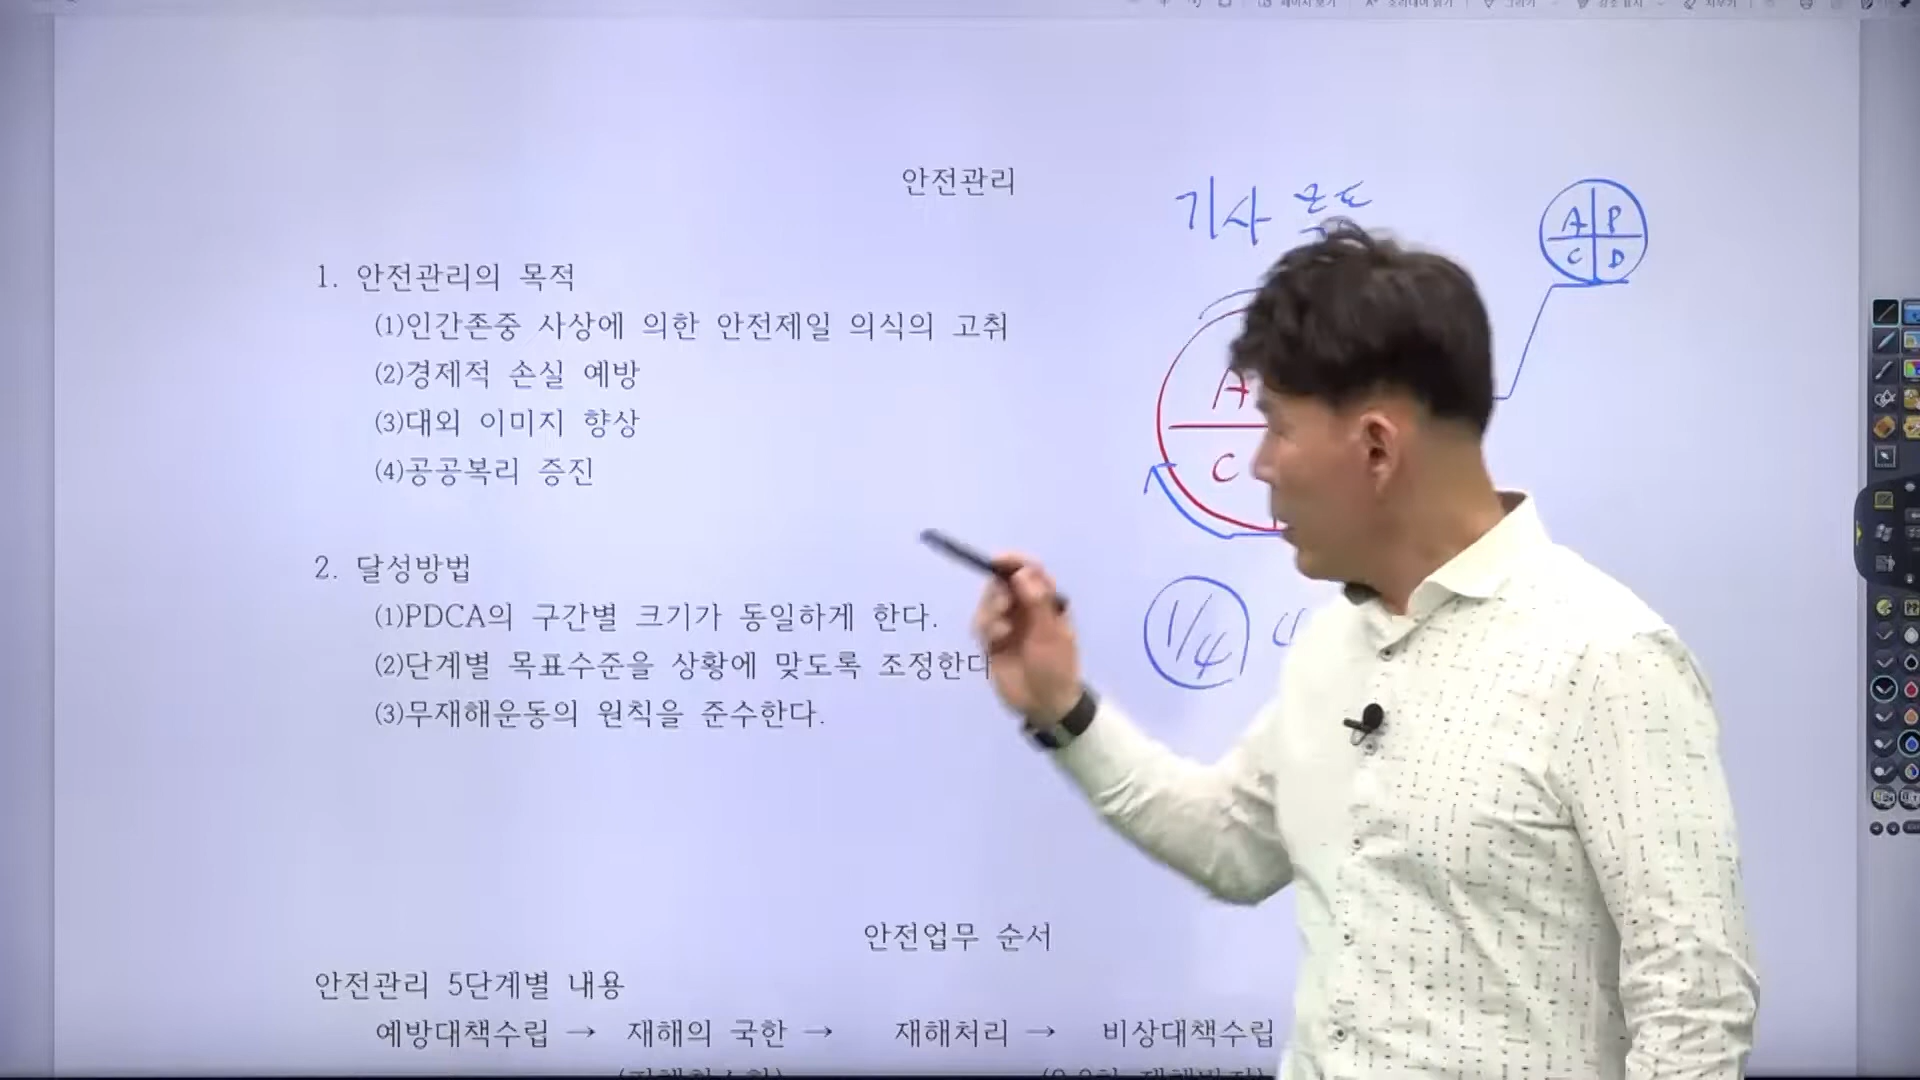 안전관리
기사
A P
C D
1. 안전관리의 목적
(1)인간존중 사상에 의한 안전제일 의식의 고취
(2)경제적 손실 예방
(3)대외 이미지 향상
(4)공공복리 증진
A
C
2. 달성방법
(1)PDCA의 구간별 크기가 동일하게 한다.
(2)단계별 목표수준을 상황에 맞도록 조정한다
(3)무재해운동의 원칙을 준수한다.
1/4
안전업무 순서
안전관리 5단계별 내용
예방대책수립 → 재해의 국한 → 재해처리 → 비상대책수립